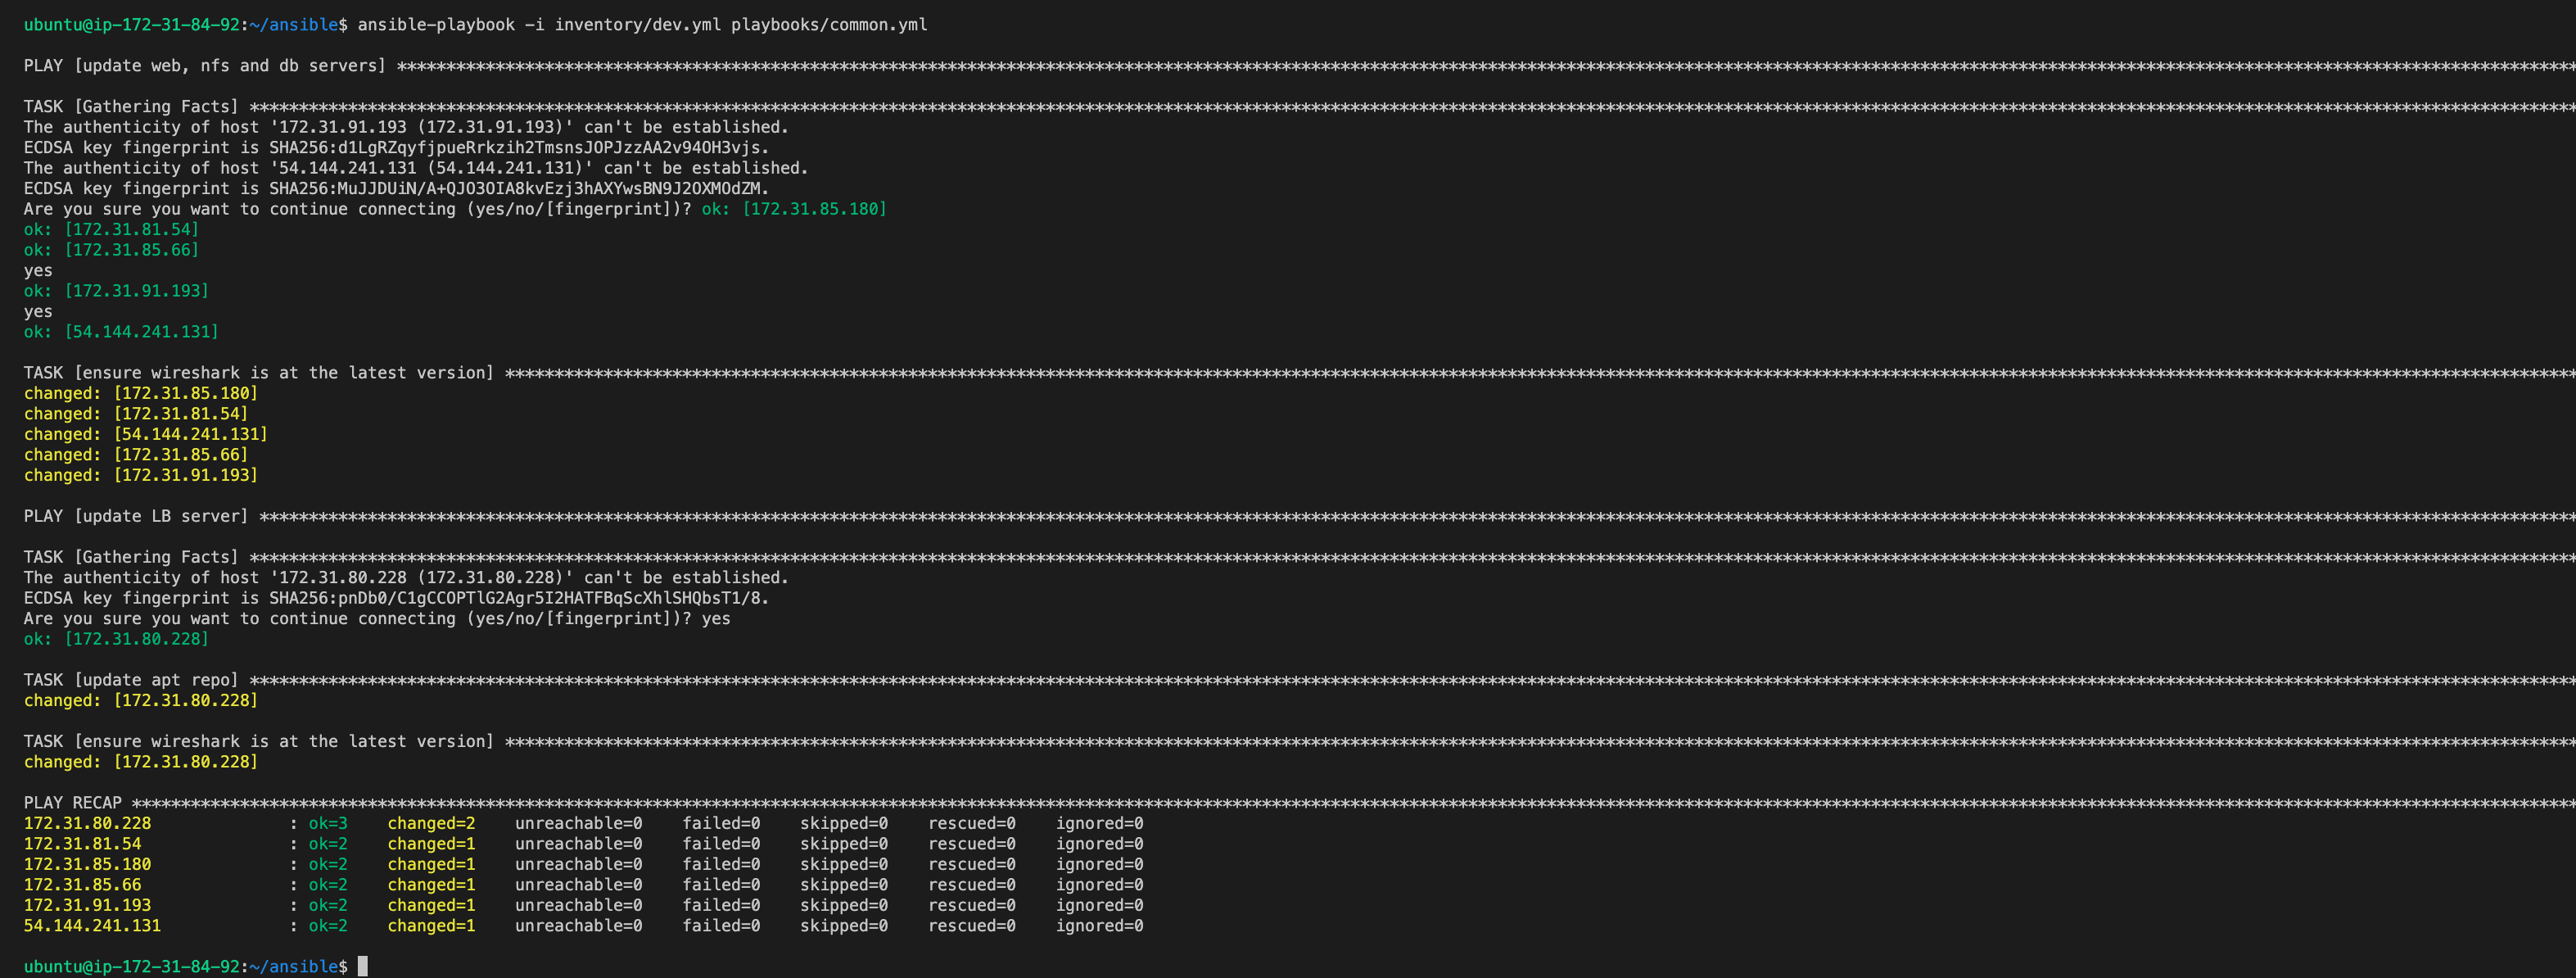 ubuntu@ip-172-31-84-92:~/ansible$ ansible-playbook -i inventory/dev.yml playbooks/common.yml
PLAY [update web, nfs and db servers] ****************************************************************************************************
TASK [Gathering Facts] ****************************************************************************************************
The authenticity of host '172.31.91.193 (172.31.91.193)' can't be established.
ECDSA key fingerprint is SHA256:d1LgRZqyfjpueRrkzih2TmsnsJOPJzzAA2v94OH3vjs.
The authenticity of host '54.144.241.131 (54.144.241.131)' can't be established.
ECDSA key fingerprint is SHA256:MuJJDUiN/A+QJO3OIA8kvEzj3hAXYwsBN9J2OXMOdZM.
Are you sure you want to continue connecting (yes/no/[fingerprint])? ok: [172.31.85.180]
ok: [172.31.81.54]
ok: [172.31.85.66]
yes
ok: [172.31.91.193]
yes
ok: [54.144.241.131]
TASK [ensure wireshark is at the latest version] ****************************************************************************************************
changed: [172.31.85.180]
changed: [172.31.81.54]
changed: [54.144.241.131]
changed: [172.31.85.66]
changed: [172.31.91.193]
PLAY [update LB server] ****************************************************************************************************
TASK [Gathering Facts] ****************************************************************************************************
The authenticity of host '172.31.80.228 (172.31.80.228)' can't be established.
ECDSA key fingerprint is SHA256:pnDb0/C1gCCOPTlG2Agr5I2HATFBqScXhlSHQbsT1/8.
Are you sure you want to continue connecting (yes/no/[fingerprint])? yes
ok: [172.31.80.228]
TASK [update apt repo] ****************************************************************************************************
changed: [172.31.80.228]
TASK [ensure wireshark is at the latest version] ****************************************************************************************************
changed: [172.31.80.228]
PLAY RECAP ****************************************************************************************************
172.31.80.228 : ok=3 changed=2 unreachable=0 failed=0 skipped=0 rescued=0 ignored=0
172.31.81.54 : ok=2 changed=1 unreachable=0 failed=0 skipped=0 rescued=0 ignored=0
172.31.85.180 : ok=2 changed=1 unreachable=0 failed=0 skipped=0 rescued=0 ignored=0
172.31.85.66 : ok=2 changed=1 unreachable=0 failed=0 skipped=0 rescued=0 ignored=0
172.31.91.193 : ok=2 changed=1 unreachable=0 failed=0 skipped=0 rescued=0 ignored=0
54.144.241.131 : ok=2 changed=1 unreachable=0 failed=0 skipped=0 rescued=0 ignored=0
ubuntu@ip-172-31-84-92:~/ansible$